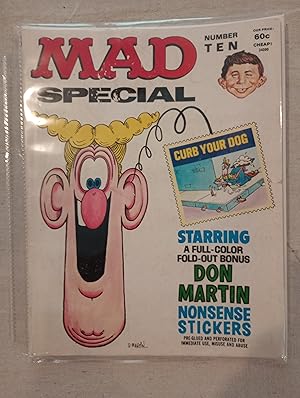 MAD
SPECIAL
NUMBER
TEN
OUR PRICE
60c
CHEAP!
CURB YOUR DOG
STARRING
A FULL-COLOR
FOLD-OUT BONUS
DON
MARTIN
NONSENSE
STICKERS
PRE-GLUED AND PERFORATED FOR
IMMEDIATE USE, MISUSE AND ABUSE
D. MARTIN